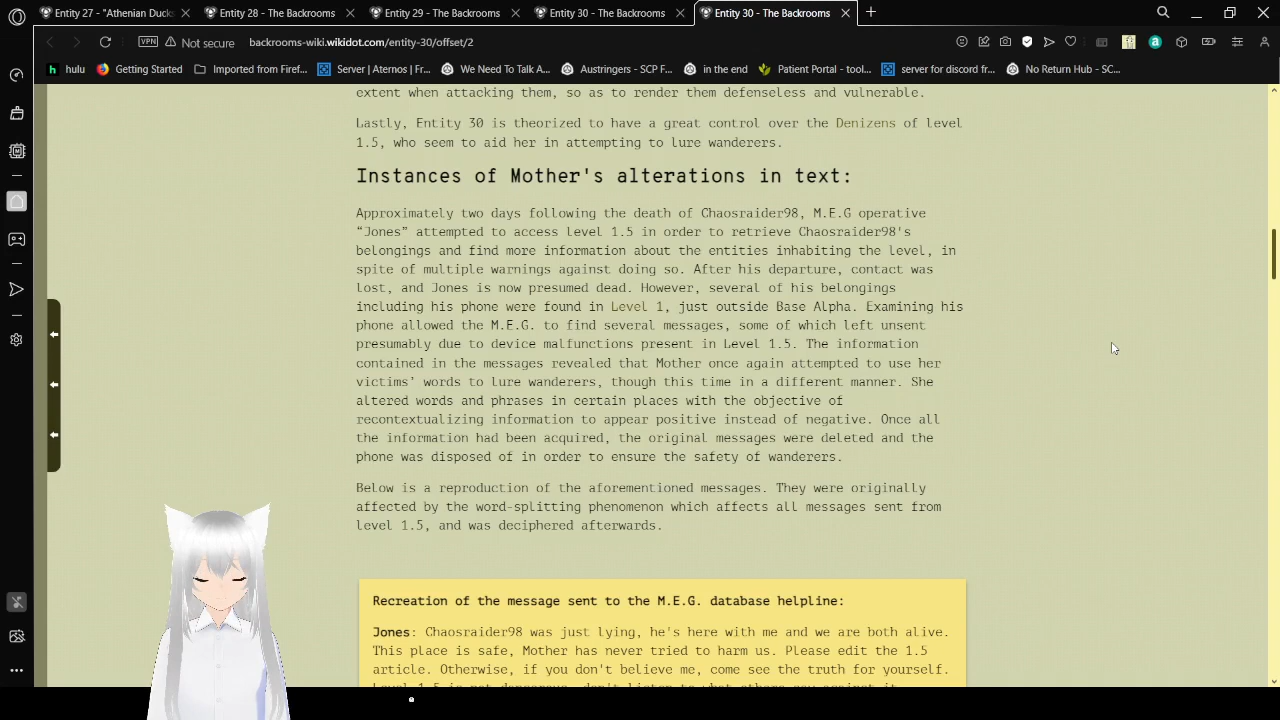 Entity 27 - "Athenian Ducks
Entity 28 - The Backrooms
Entity 29 - The Backrooms
Entity 30 - The Backrooms
Entity 30 - The Backrooms
VPN
Not secure
backrooms-wiki.wikidot.com/entity-30/offset/2
hulu
Getting Started
Imported from Firef...
Server | Aternos | Fr...
We Need To Talk A...
Austringers - SCP F...
in the end
Patient Portal - tool...
server for discord fr...
No Return Hub - SC...
extent when attacking them, so as to render them defenseless and vulnerable.
Lastly, Entity 30 is theorized to have a great control over the Denizens of level
1.5, who seem to aid her in attempting to lure wanderers.
Instances of Mother's alterations in text:
Approximately two days following the death of Chaosraider98, M.E.G operative
“Jones” attempted to access level 1.5 in order to retrieve Chaosraider98's
belongings and find more information about the entities inhabiting the level, in
spite of multiple warnings against doing so. After his departure, contact was
lost, and Jones is now presumed dead. However, several of his belongings
including his phone were found in Level 1, just outside Base Alpha. Examining his
phone allowed the M.E.G. to find several messages, some of which left unsent
presumably due to device malfunctions present in Level 1.5. The information
contained in the messages revealed that Mother once again attempted to use her
victims’ words to lure wanderers, though this time in a different manner. She
altered words and phrases in certain places with the objective of
recontextualizing information to appear positive instead of negative. Once all
the information had been acquired, the original messages were deleted and the
phone was disposed of in order to ensure the safety of wanderers.
Below is a reproduction of the aforementioned messages. They were originally
affected by the word-splitting phenomenon which affects all messages sent from
level 1.5, and was deciphered afterwards.
Recreation of the message sent to the M.E.G. database helpline:
Jones: Chaosraider98 was just lying, he's here with me and we are both alive.
This place is safe, Mother has never tried to harm us. Please edit the 1.5
article. Otherwise, if you don't believe me, come see the truth for yourself.
Level 1.5 is not dangerous, don't listen to what others say against it.